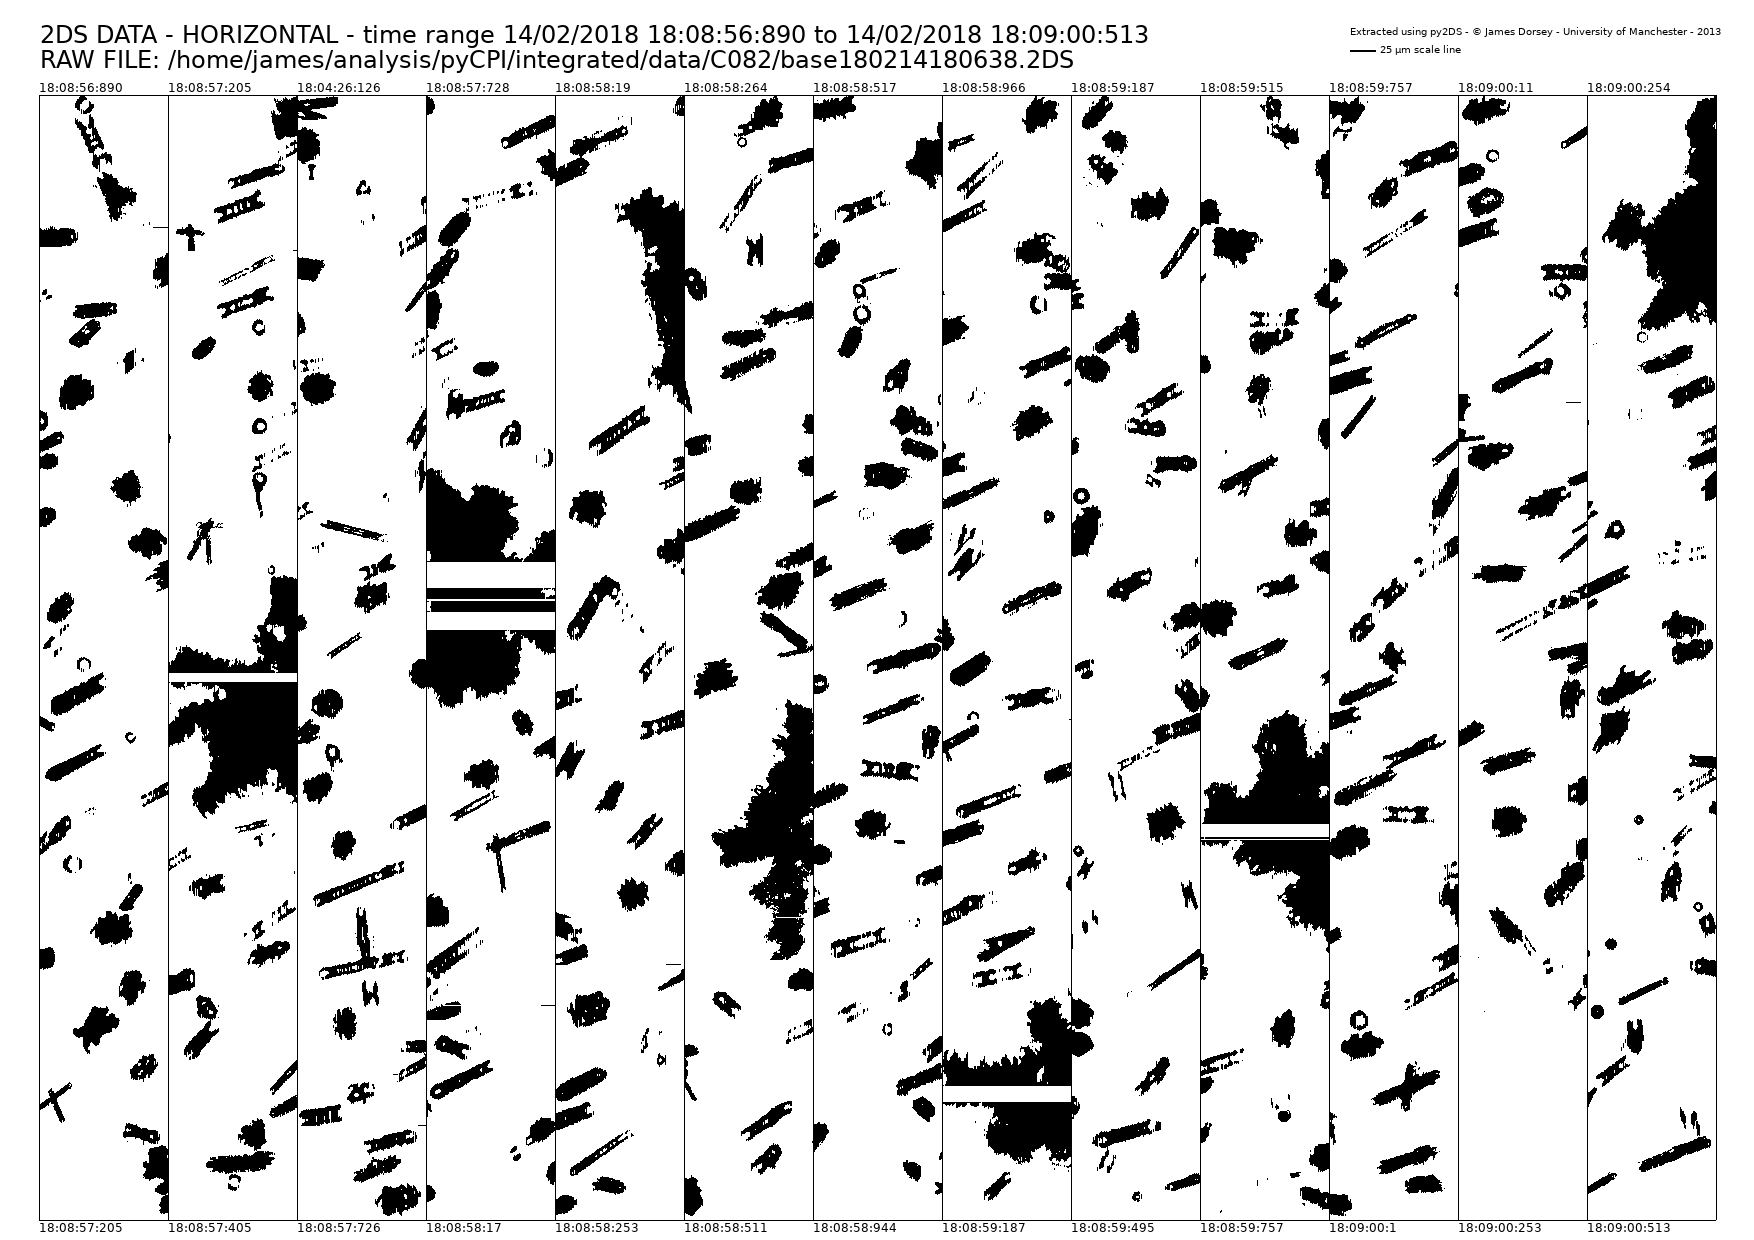 2DS DATA - HORIZONTAL - time range 14/02/2018 18:08:56:890 to 14/02/2018 18:09:00:513
RAW FILE: /home/james/analysis/pyCPI/integrated/data/C082/base180214180638.2DS
Extracted using py2DS - © James Dorsey - University of Manchester - 2013
25 µm scale line
18:08:56:890 18:08:57:205 18:04:26:126 18:08:57:728 18:08:58:19 18:08:58:264 18:08:58:517 18:08:58:966 18:08:59:187 18:08:59:515 18:08:59:757 18:09:00:11 18:09:00:254
18:08:57:205 18:08:57:405 18:08:57:726 18:08:58:17 18:08:58:253 18:08:58:511 18:08:58:944 18:08:59:187 18:08:59:495 18:08:59:757 18:09:00:1 18:09:00:253 18:09:00:513